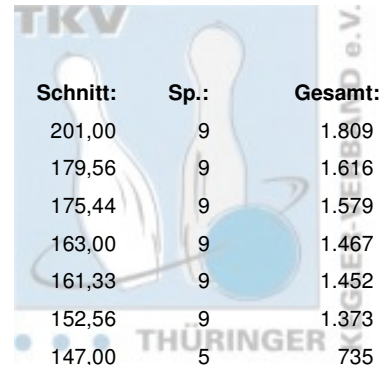 TKV
Schnitt: Sp.: Gesamt:
201,00 9 1.809
179,56 9 1.616
175,44 9 1.579
163,00 9 1.467
161,33 9 1.452
152,56 9 1.373
147,00 5 735
THÜRINGER
KEGLER-VERBAND e.V.